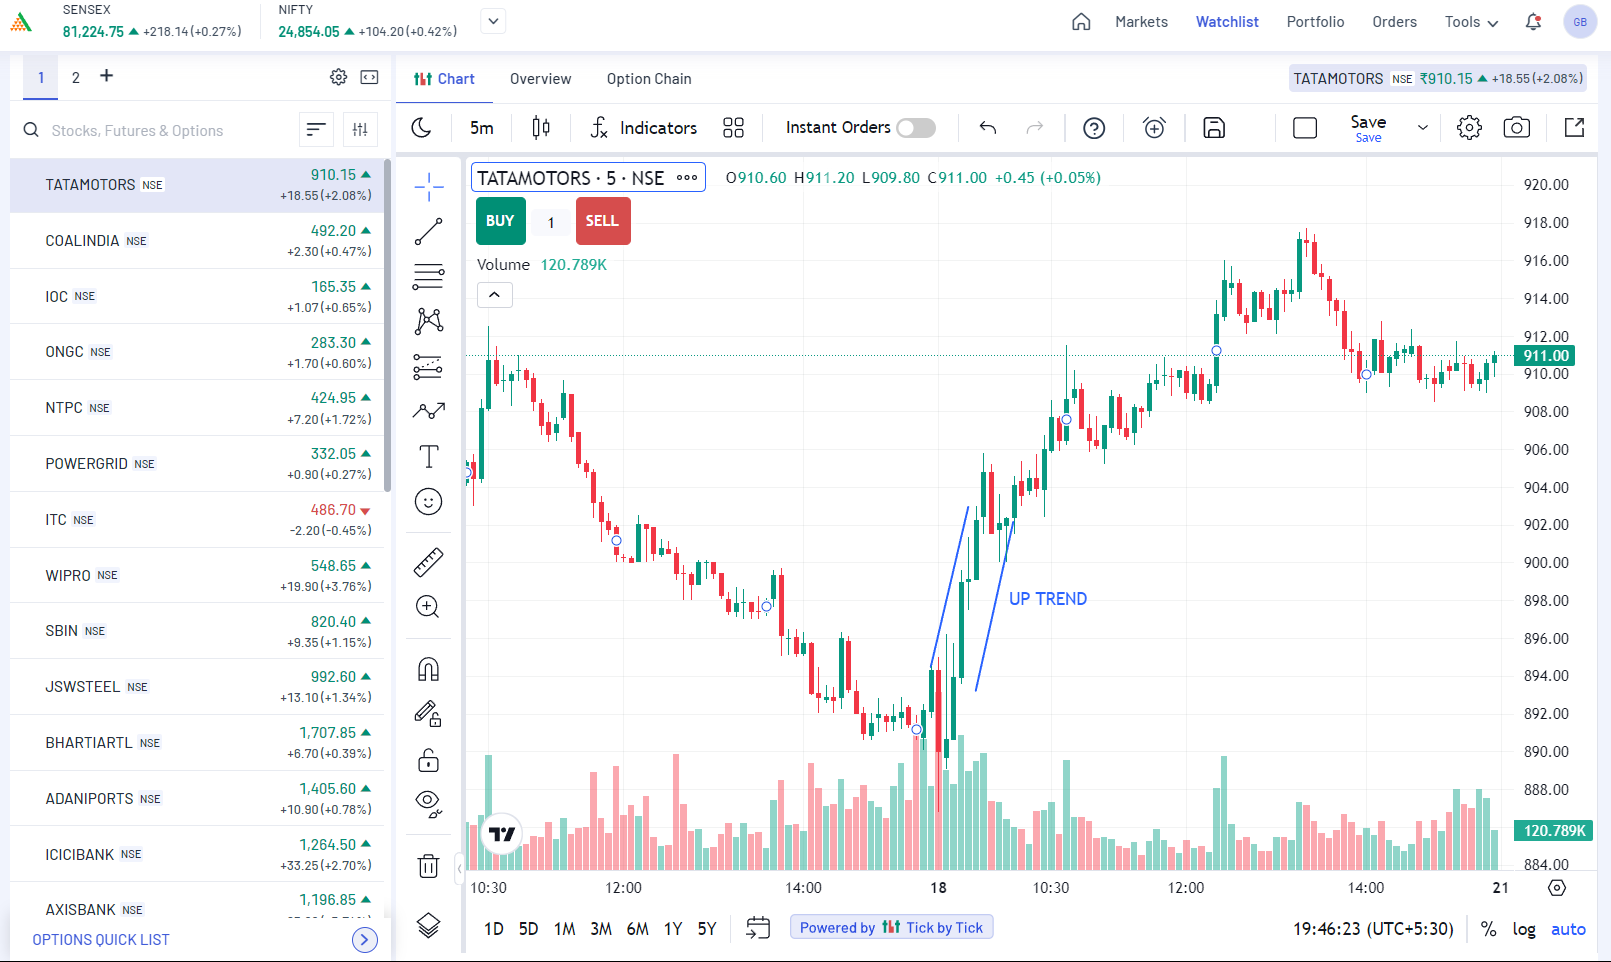 SENSEX
81,224.75 +218.14 (+0.27%)
NIFTY
24,854.05 +104.20 (+0.42%)
Markets
Watchlist
Portfolio
Orders
Tools
GB
1
2
+
Stocks, Futures & Options
TATAMOTORS NSE
910.15
+18.55 (+2.08%)
COALINDIA NSE
492.20
+2.30 (+0.47%)
IOC NSE
165.35
+1.07 (+0.65%)
ONGC NSE
283.30
+1.70 (+0.60%)
NTPC NSE
424.95
+7.20 (+1.72%)
POWERGRID NSE
332.05
+0.90 (+0.27%)
ITC NSE
486.70
-2.20 (-0.45%)
WIPRO NSE
548.65
+19.90 (+3.76%)
SBIN NSE
820.40
+9.35 (+1.15%)
JSWSTEEL NSE
992.60
+13.10 (+1.34%)
BHARTIARTL NSE
1,707.85
+6.70 (+0.39%)
ADANIPORTS NSE
1,405.60
+10.90 (+0.78%)
ICICIBANK NSE
1,264.50
+33.25 (+2.70%)
AXISBANK NSE
1,196.85
OPTIONS QUICK LIST
Chart
Overview
Option Chain
TATAMOTORS NSE ₹910.15 +18.55 (+2.08%)
5m
Indicators
Instant Orders
Save
Save
TATAMOTORS · 5 · NSE
O910.60 H911.20 L909.80 C911.00 +0.45 (+0.05%)
BUY
1
SELL
Volume 120.789K
UP TREND
920.00
918.00
916.00
914.00
912.00
911.00
910.00
908.00
906.00
904.00
902.00
900.00
898.00
896.00
894.00
892.00
890.00
888.00
120.789K
884.00
10:30
12:00
14:00
18
10:30
12:00
14:00
21
1D
5D
1M
3M
6M
1Y
5Y
Powered by Tick by Tick
19:46:23 (UTC+5:30)
%
log
auto